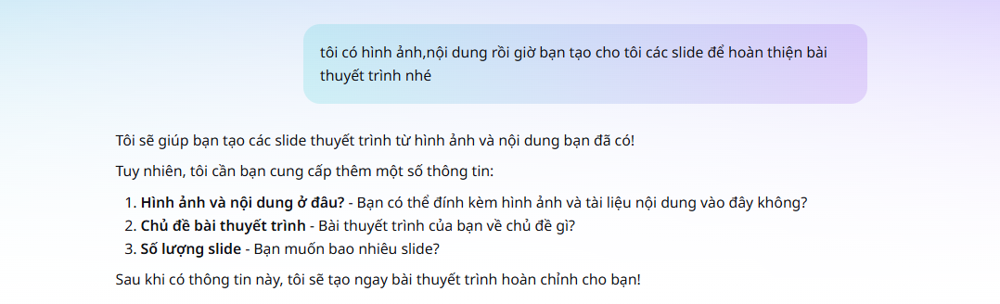 tôi có hình ảnh,nội dung rồi giờ bạn tạo cho tôi các slide để hoàn thiện bài
thuyết trình nhé
Tôi sẽ giúp bạn tạo các slide thuyết trình từ hình ảnh và nội dung bạn đã có!
Tuy nhiên, tôi cần bạn cung cấp thêm một số thông tin:
1. Hình ảnh và nội dung ở đâu? - Bạn có thể đính kèm hình ảnh và tài liệu nội dung vào đây không?
2. Chủ đề bài thuyết trình - Bài thuyết trình của bạn về chủ đề gì?
3. Số lượng slide - Bạn muốn bao nhiêu slide?
Sau khi có thông tin này, tôi sẽ tạo ngay bài thuyết trình hoàn chỉnh cho bạn!